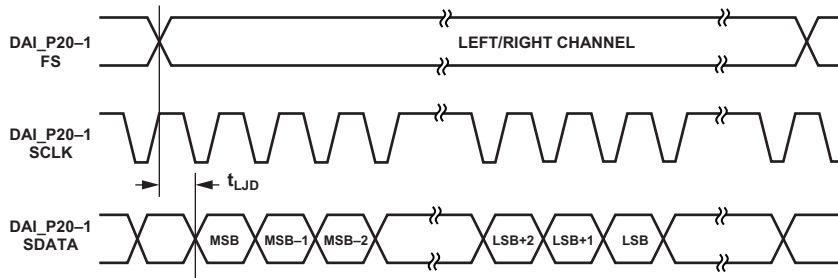 DAI_P20–1
FS
LEFT/RIGHT CHANNEL
DAI_P20–1
SCLK
tLJD
DAI_P20–1
SDATA
MSB
MSB–1
MSB–2
LSB+2
LSB+1
LSB